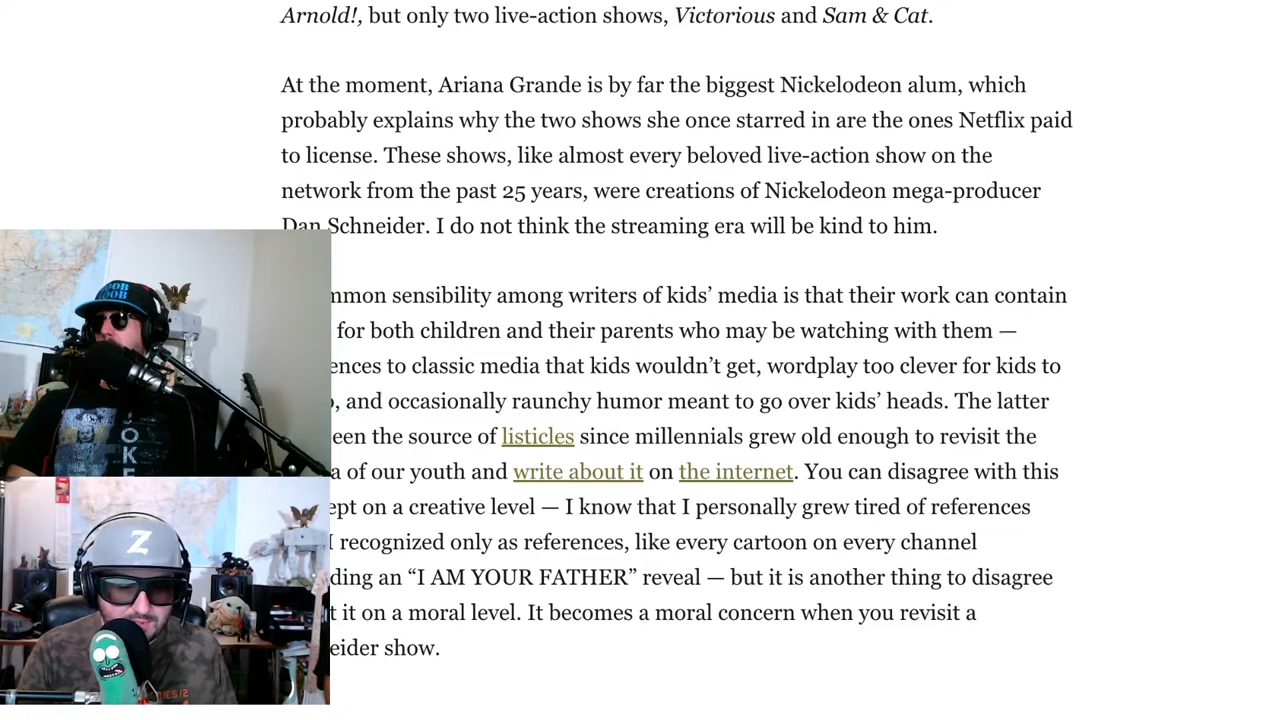 Arnold!, but only two live-action shows, Victorious and Sam & Cat.
At the moment, Ariana Grande is by far the biggest Nickelodeon alum, which
probably explains why the two shows she once starred in are the ones Netflix paid
to license. These shows, like almost every beloved live-action show on the
network from the past 25 years, were creations of Nickelodeon mega-producer
Dan Schneider. I do not think the streaming era will be kind to him.
mmon sensibility among writers of kids’ media is that their work can contain
for both children and their parents who may be watching with them —
ences to classic media that kids wouldn’t get, wordplay too clever for kids to
, and occasionally raunchy humor meant to go over kids’ heads. The latter
een the source of listicles since millennials grew old enough to revisit the
a of our youth and write about it on the internet. You can disagree with this
ept on a creative level — I know that I personally grew tired of references
I recognized only as references, like every cartoon on every channel
ding an “I AM YOUR FATHER” reveal — but it is another thing to disagree
t it on a moral level. It becomes a moral concern when you revisit a
eider show.
BOOB
BOOB
JOKE
Z